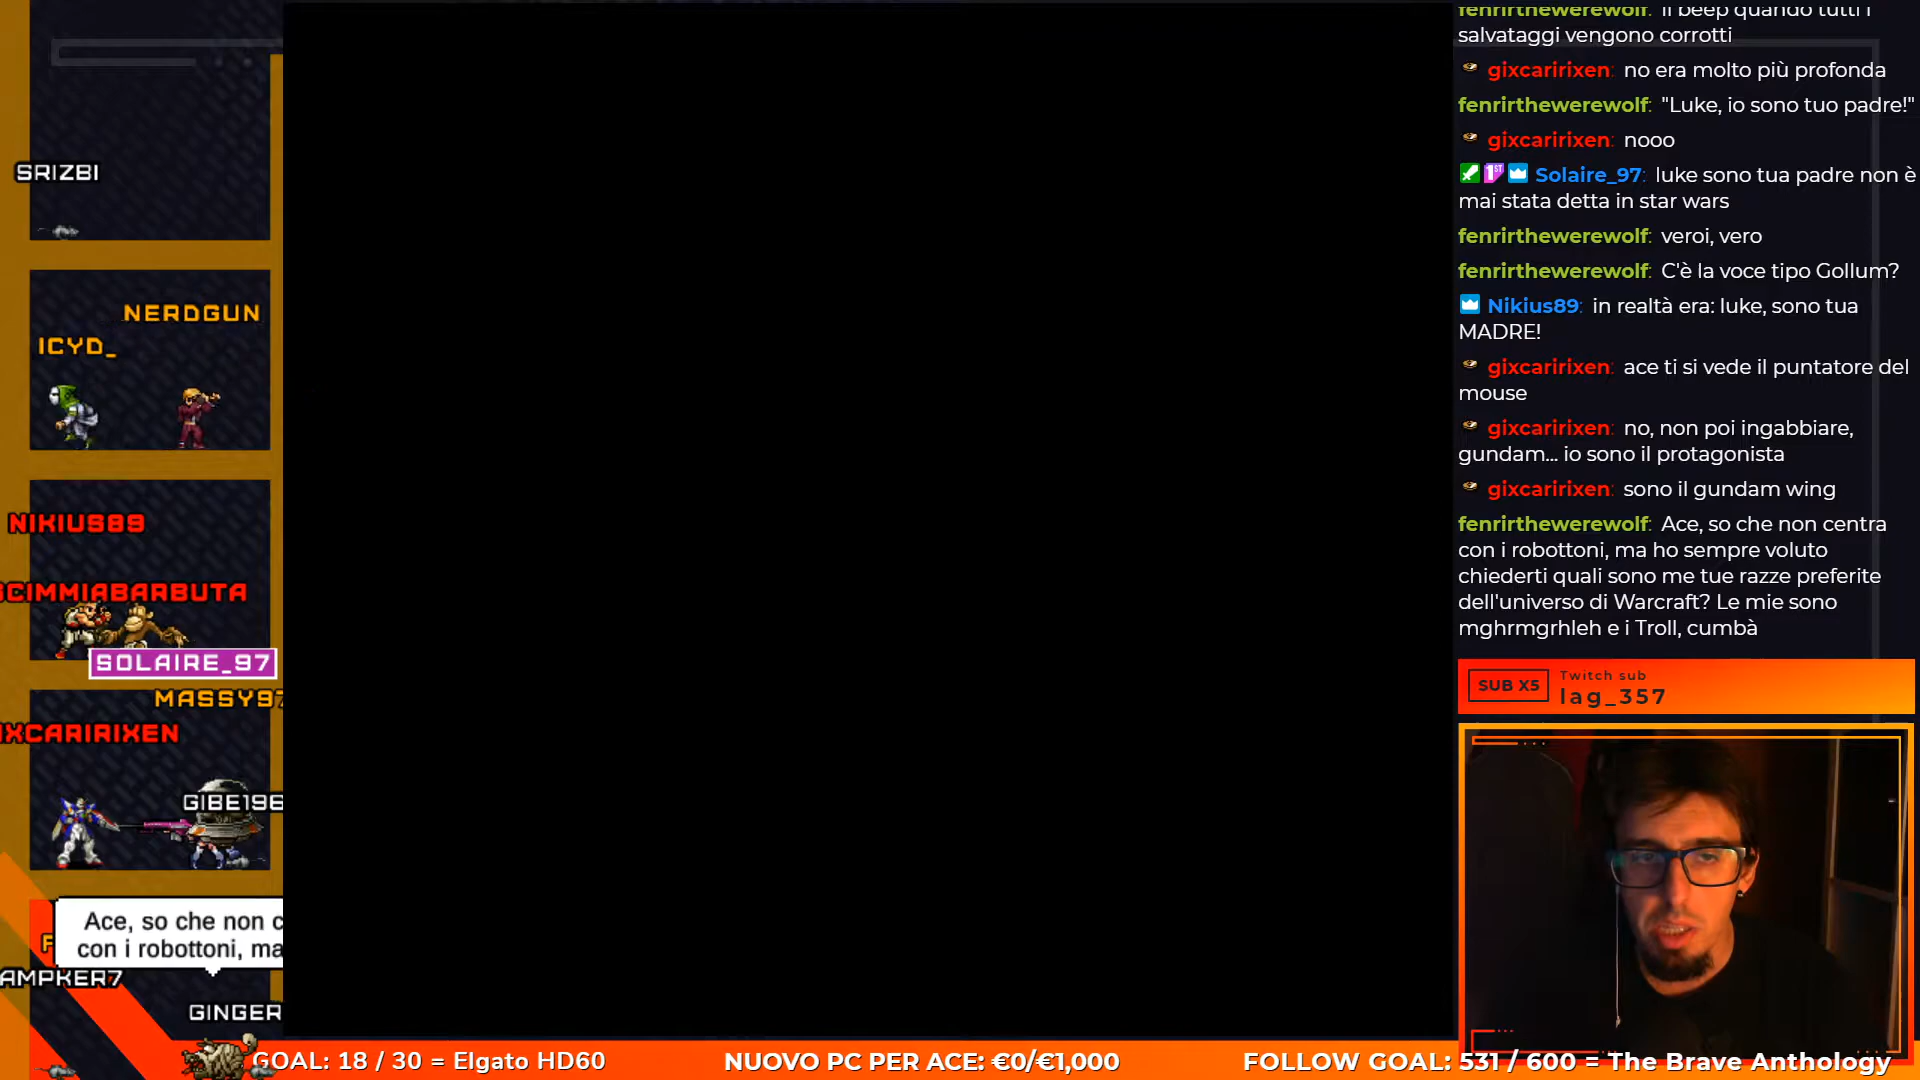 SRIZBI
NERDGUN
ICYD_
NIKIUS89
CIMMIABARBUTA
SOLAIRE_97
MASSY97
XCARIRIXEN
GIBE196
Ace, so che non c
con i robottoni, ma
F
AMPKER7
GINGER
fenrirthewerewolf: il beep quando tutti i
salvataggi vengono corrotti
gixcaririxen: no era molto più profonda
fenrirthewerewolf: "Luke, io sono tuo padre!"
gixcaririxen: nooo
1ST Solaire_97: luke sono tua padre non è
mai stata detta in star wars
fenrirthewerewolf: veroi, vero
fenrirthewerewolf: C'è la voce tipo Gollum?
Nikius89: in realtà era: luke, sono tua
MADRE!
gixcaririxen: ace ti si vede il puntatore del
mouse
gixcaririxen: no, non poi ingabbiare,
gundam... io sono il protagonista
gixcaririxen: sono il gundam wing
fenrirthewerewolf: Ace, so che non centra
con i robottoni, ma ho sempre voluto
chiederti quali sono me tue razze preferite
dell'universo di Warcraft? Le mie sono
mghrmgrhleh e i Troll, cumbà
SUB X5
Twitch sub
lag_357
GOAL: 18 / 30 = Elgato HD60
NUOVO PC PER ACE: €0/€1,000
FOLLOW GOAL: 531 / 600 = The Brave Anthology